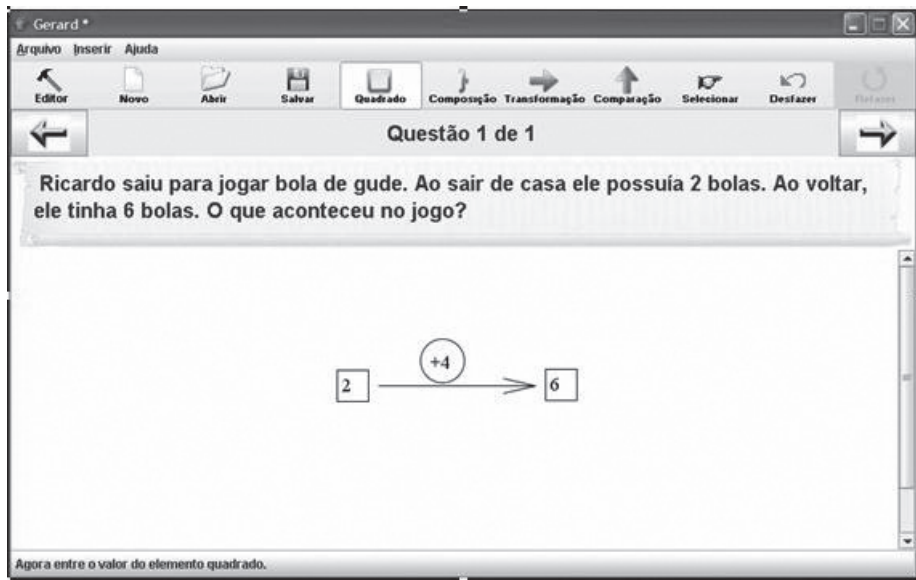 Gerard *
Arquivo Inserir Ajuda
Editor Novo Abrir Salvar Quadrado Composição Transformação Comparação Selecionar Desfazer Refazer
Questão 1 de 1
Ricardo saiu para jogar bola de gude. Ao sair de casa ele possuía 2 bolas. Ao voltar,
ele tinha 6 bolas. O que aconteceu no jogo?
+4
2 6
Agora entre o valor do elemento quadrado.